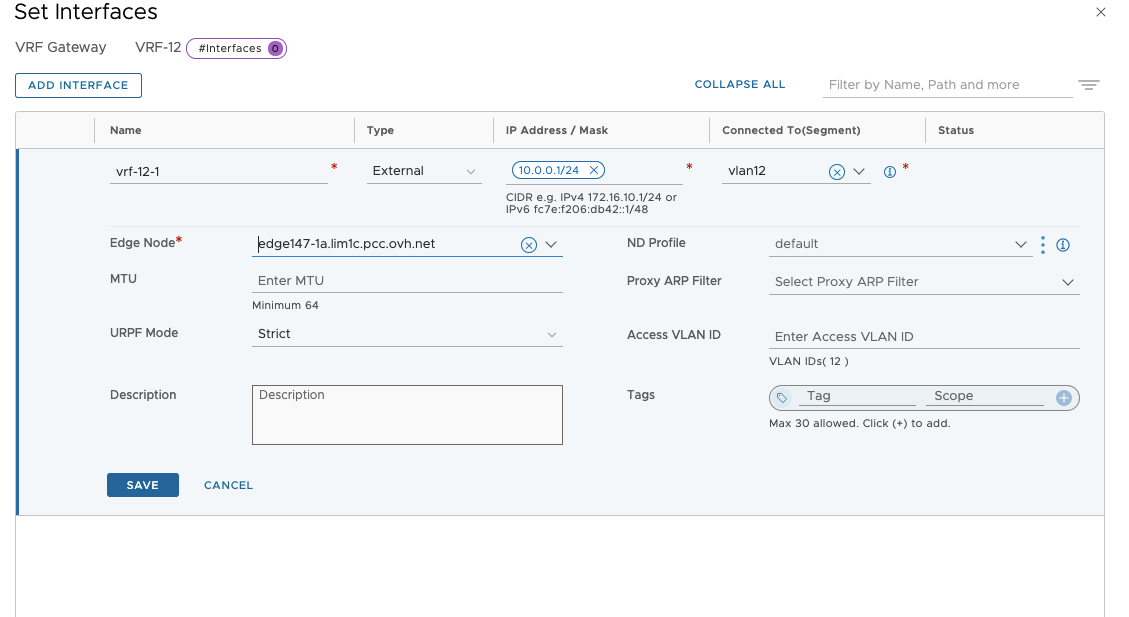 Set Interfaces
VRF Gateway VRF-12 #Interfaces 0
ADD INTERFACE COLLAPSE ALL Filter by Name, Path and more
Name Type IP Address / Mask Connected To(Segment) Status
vrf-12-1 * External 10.0.0.1/24 * vlan12 *
CIDR e.g. IPv4 172.16.10.1/24 or
IPv6 fc7e:f206:db42::1/48
Edge Node* edge147-1a.lim1c.pcc.ovh.net ND Profile default
MTU Enter MTU Proxy ARP Filter Select Proxy ARP Filter
Minimum 64
URPF Mode Strict Access VLAN ID Enter Access VLAN ID
VLAN IDs( 12 )
Description Description Tags Tag Scope
Max 30 allowed. Click (+) to add.
SAVE CANCEL